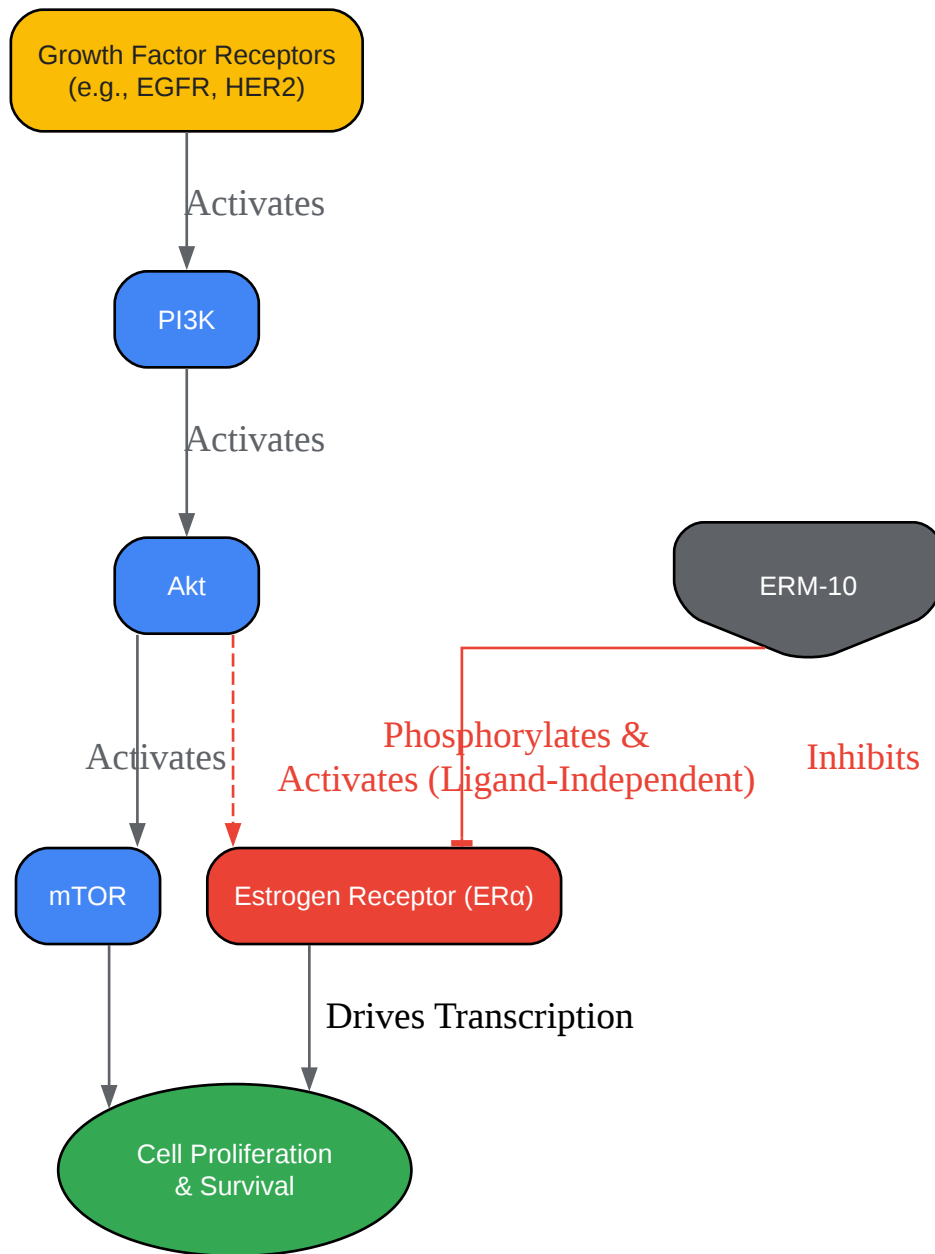 Growth Factor Receptors
(e.g., EGFR, HER2)
Activates
PI3K
Activates
Akt
ERM-10
Activates
Phosphorylates &
Activates (Ligand-Independent)
Inhibits
mTOR
Estrogen Receptor (ERα)
Drives Transcription
Cell Proliferation
& Survival